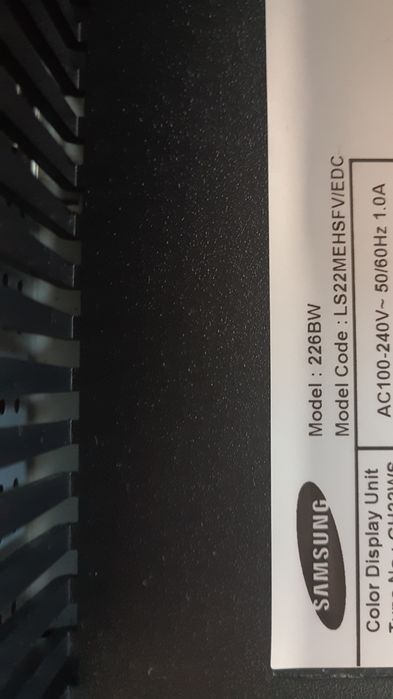 SAMSUNG
Model : 226BW
Model Code : LS22MEHSFV/EDC
Color Display Unit
AC100-240V~ 50/60Hz 1.0A